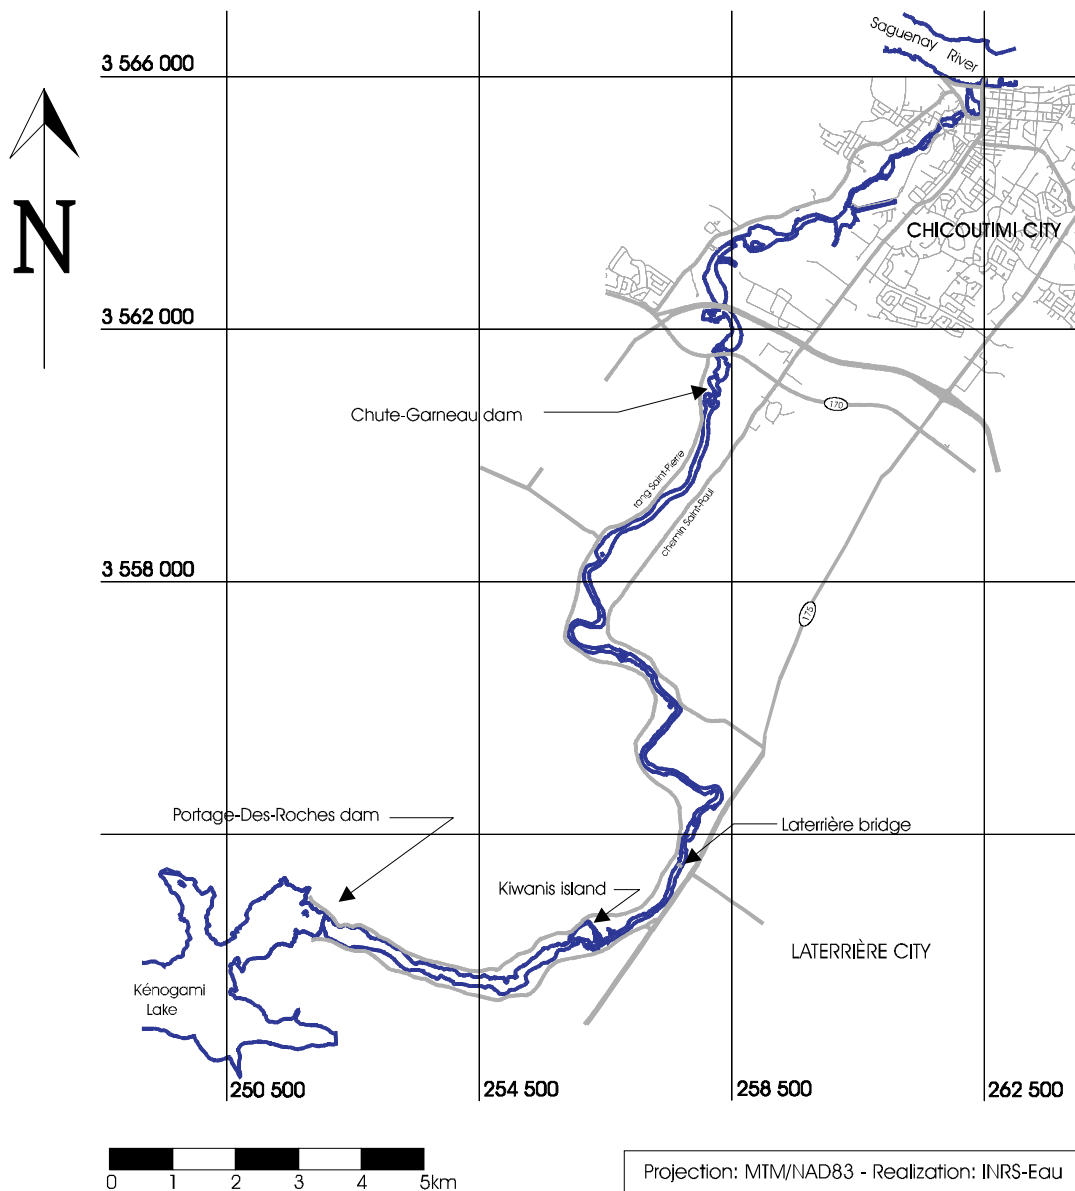 Saguenay River
3 566 000
N
CHICOUTIMI CITY
3 562 000
Chute-Garneau dam
170
rang Saint-Pierre
chemin Saint-Paul
3 558 000
175
Portage-Des-Roches dam
Laterrière bridge
Kiwanis island
LATERRIÈRE CITY
Kénogami
Lake
250 500
254 500
258 500
262 500
0 1 2 3 4 5km
Projection: MTM/NAD83 - Realization: INRS-Eau